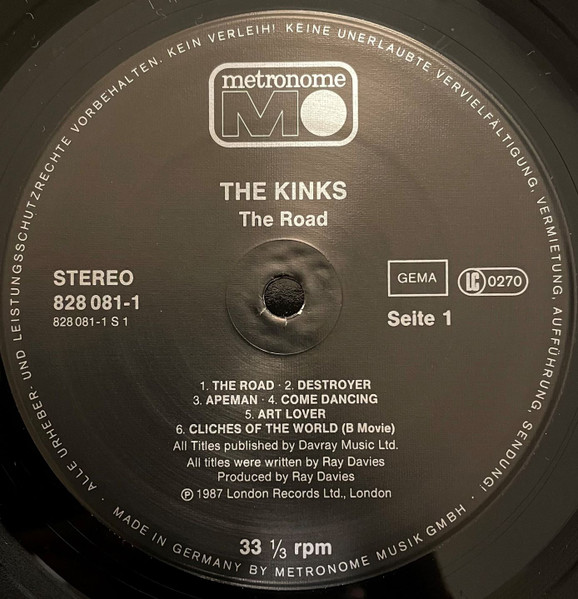 metronome
M
THE KINKS
The Road
STEREO
828 081-1
828 081-1 S 1
GEMA
LC 0270
Seite 1
1. THE ROAD · 2. DESTROYER
3. APEMAN · 4. COME DANCING
5. ART LOVER
6. CLICHES OF THE WORLD (B Movie)
All Titles published by Davray Music Ltd.
All titles were written by Ray Davies
Produced by Ray Davies
Ⓟ 1987 London Records Ltd., London
33 ⅓ rpm
· ALLE URHEBER- UND LEISTUNGSSCHUTZRECHTE VORBEHALTEN. KEIN VERLEIH! KEINE UNERLAUBTE VERVIELFÄLTIGUNG, VERMIETUNG, AUFFÜHRUNG, SENDUNG! ·
MADE IN GERMANY BY METRONOME MUSIK GMBH